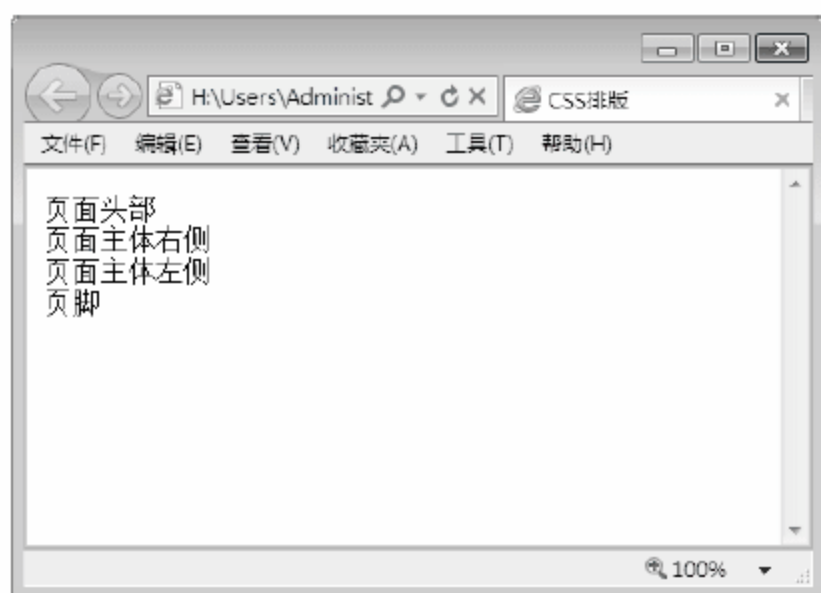 H:\Users\Administ
CSS排版
文件(F) 编辑(E) 查看(V) 收藏夹(A) 工具(T) 帮助(H)
页面头部
页面主体右侧
页面主体左侧
页脚
100%